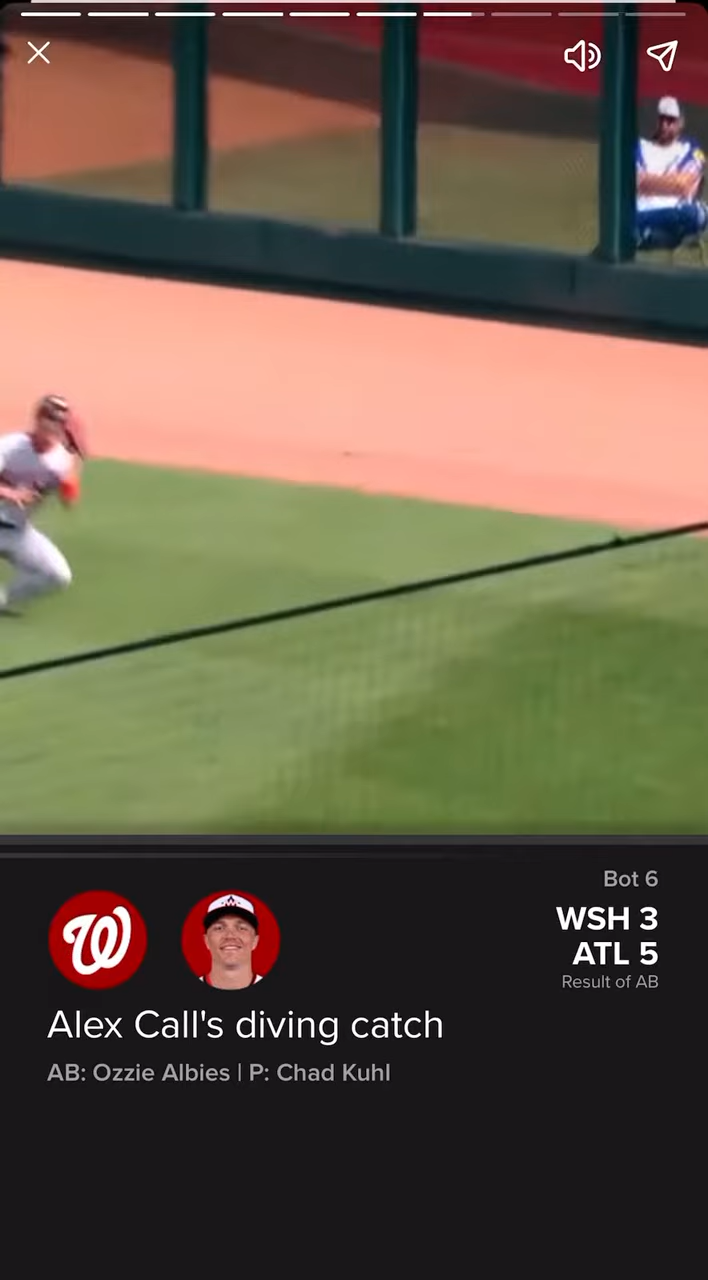 Bot 6
WSH 3
ATL 5
Result of AB
W
Alex Call's diving catch
AB: Ozzie Albies | P: Chad Kuhl